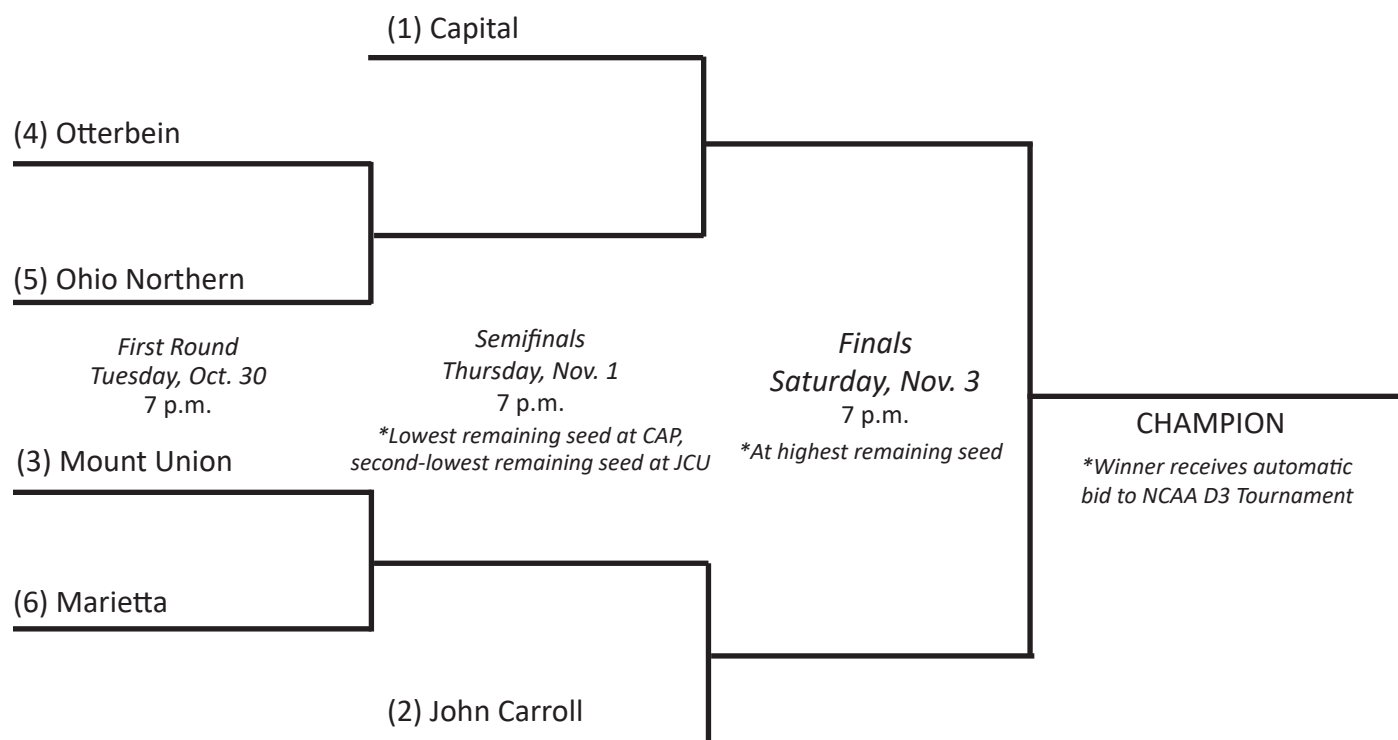 (1) Capital
(4) Otterbein
(5) Ohio Northern
First Round
Tuesday, Oct. 30
7 p.m.
Semifinals
Thursday, Nov. 1
7 p.m.
*Lowest remaining seed at CAP,
second-lowest remaining seed at JCU
Finals
Saturday, Nov. 3
7 p.m.
*At highest remaining seed
CHAMPION
*Winner receives automatic
bid to NCAA D3 Tournament
(3) Mount Union
(6) Marietta
(2) John Carroll